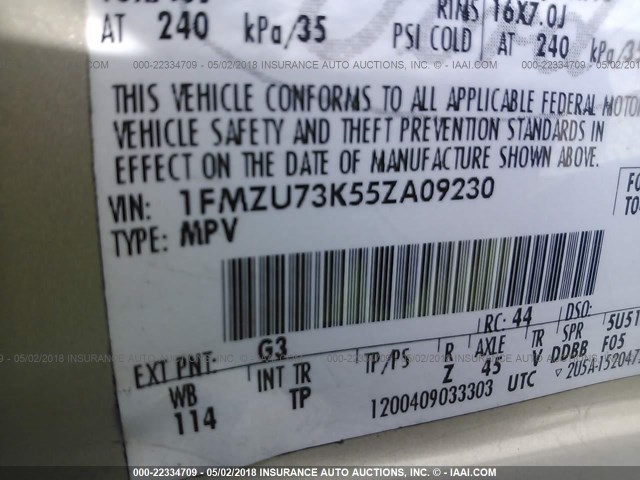 RIMS 16X7.0J
AT 240 kPa/35 PSI COLD AT 240 kPa/35
000-22334709 - 05/02/2018 - INSURANCE AUTO AUCTIONS, INC. - © - IAAI.COM
THIS VEHICLE CONFORMS TO ALL APPLICABLE FEDERAL MOTOR
VEHICLE SAFETY AND THEFT PREVENTION STANDARDS IN
EFFECT ON THE DATE OF MANUFACTURE SHOWN ABOVE.
VIN: 1FMZU73K55ZA09230
TYPE: MPV
EXT PNT: G3 RC: 44 DSO:
WB INT TR TP/PS R AXLE TR SPR 5U51
114 TP Z 45 U DDBB F05
1200409033303 UTC
000-22334709 - 05/02/2018 - INSURANCE AUTO AUCTIONS, INC. - © - IAAI.COM